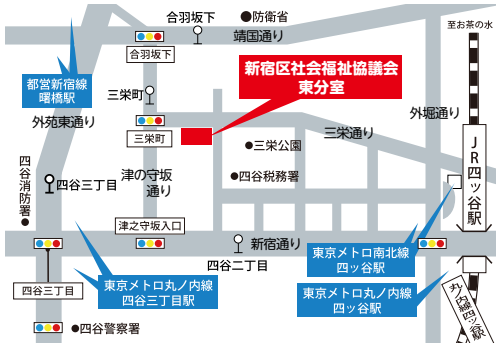 合羽坂下
●防衛省
至お茶の水
靖国通り
合羽坂下
新宿区社会福祉協議会
東分室
都営新宿線
曙橋駅
三栄町
外苑東通り
外堀通り
三栄町
三栄通り
●三栄公園
JR四ッ谷駅
四谷消防署●
四谷三丁目
津の守坂
通り
●四谷税務署
津之守坂入口
新宿通り
四谷二丁目
東京メトロ南北線
四ッ谷駅
四谷三丁目
東京メトロ丸ノ内線
四谷三丁目駅
東京メトロ丸ノ内線
四ッ谷駅
丸ノ内線四ッ谷駅
●四谷警察署